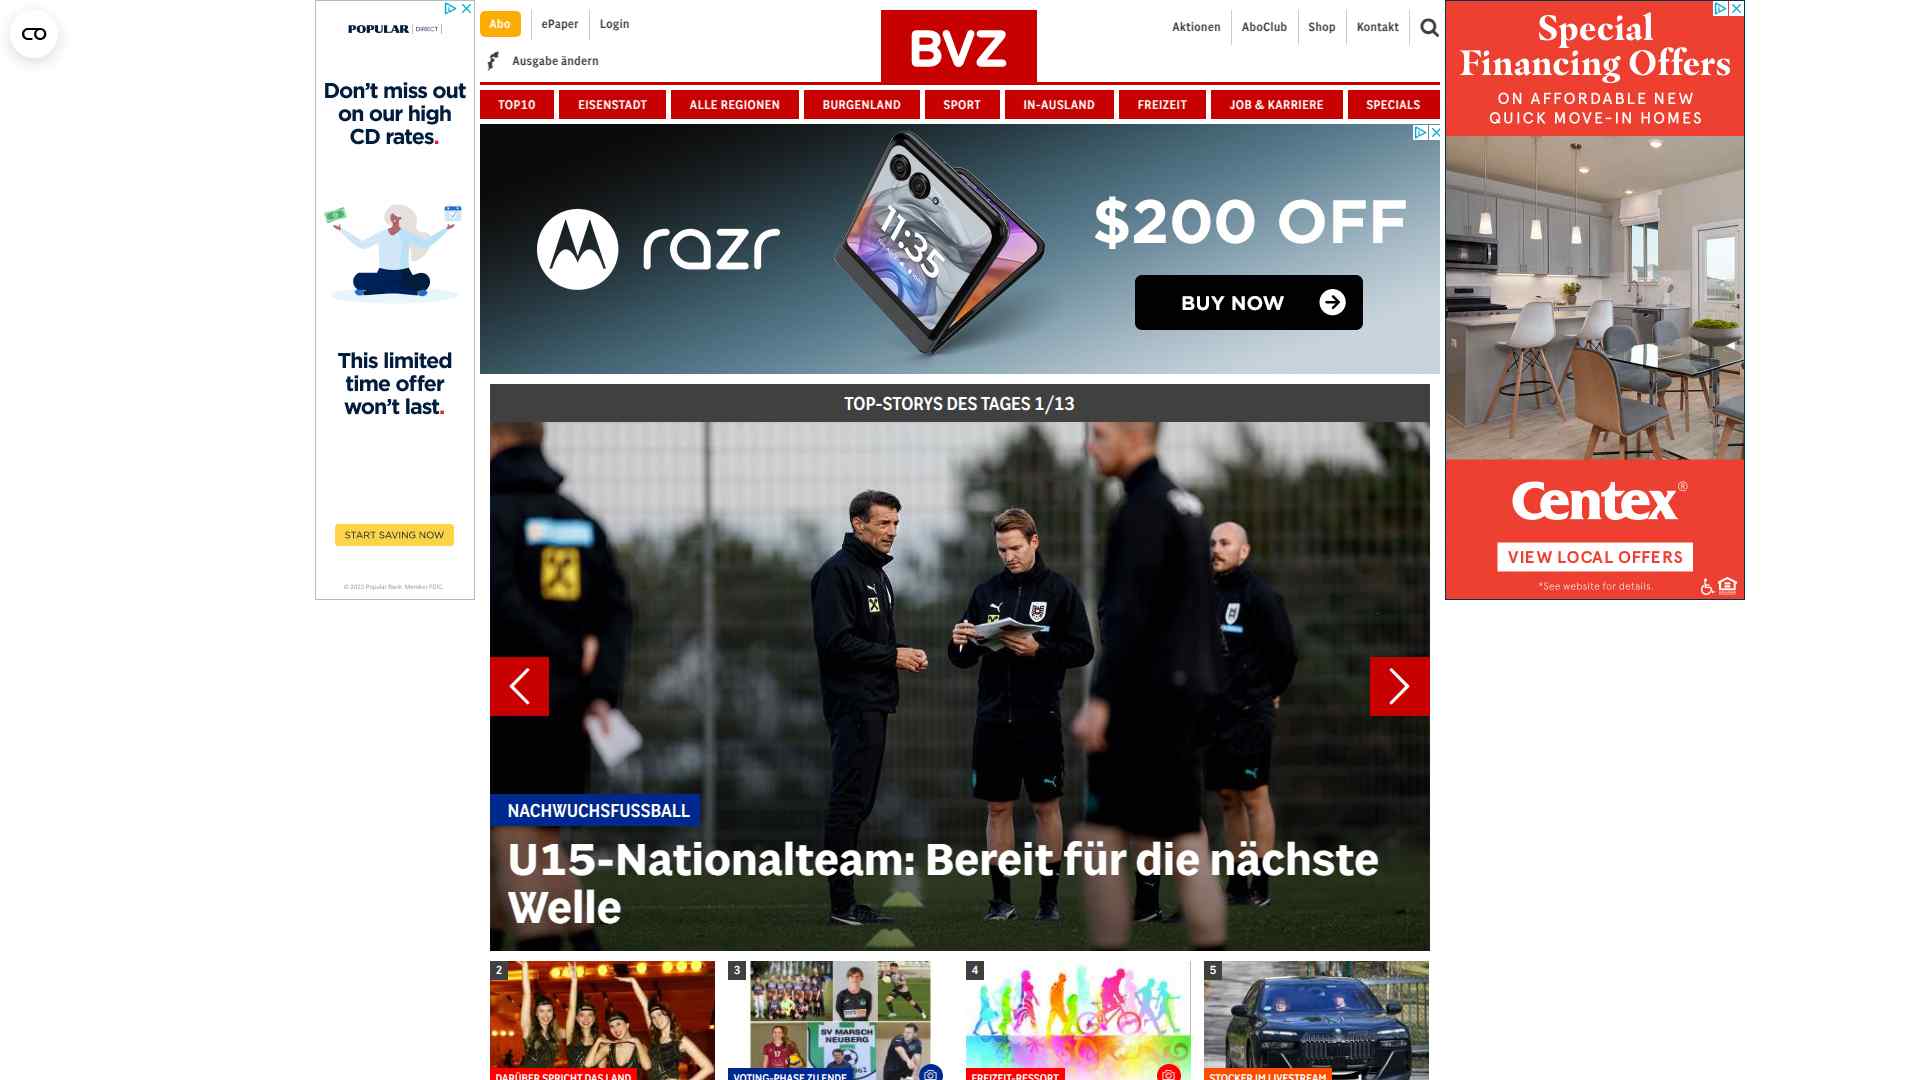 POPULAR DIRECT
Don't miss out
on our high
CD rates.
This limited
time offer
won't last.
START SAVING NOW
Abo
ePaper
Login
Ausgabe ändern
BVZ
Aktionen
AboClub
Shop
Kontakt
TOP10
EISENSTADT
ALLE REGIONEN
BURGENLAND
SPORT
IN-AUSLAND
FREIZEIT
JOB & KARRIERE
SPECIALS
razr
11:35
$200 OFF
BUY NOW
Special
Financing Offers
ON AFFORDABLE NEW
QUICK MOVE-IN HOMES
Centex®
VIEW LOCAL OFFERS
*See website for details.
TOP-STORYS DES TAGES 1/13
NACHWUCHSFUSSBALL
U15-Nationalteam: Bereit für die nächste
Welle
2
DARÜBER SPRICHT DAS LAND
3
SV MARSCH
NEUBERG
VOTING-PHASE ZU ENDE
4
FREIZEIT-RESSORT
5
STOCKER IM LIVESTREAM